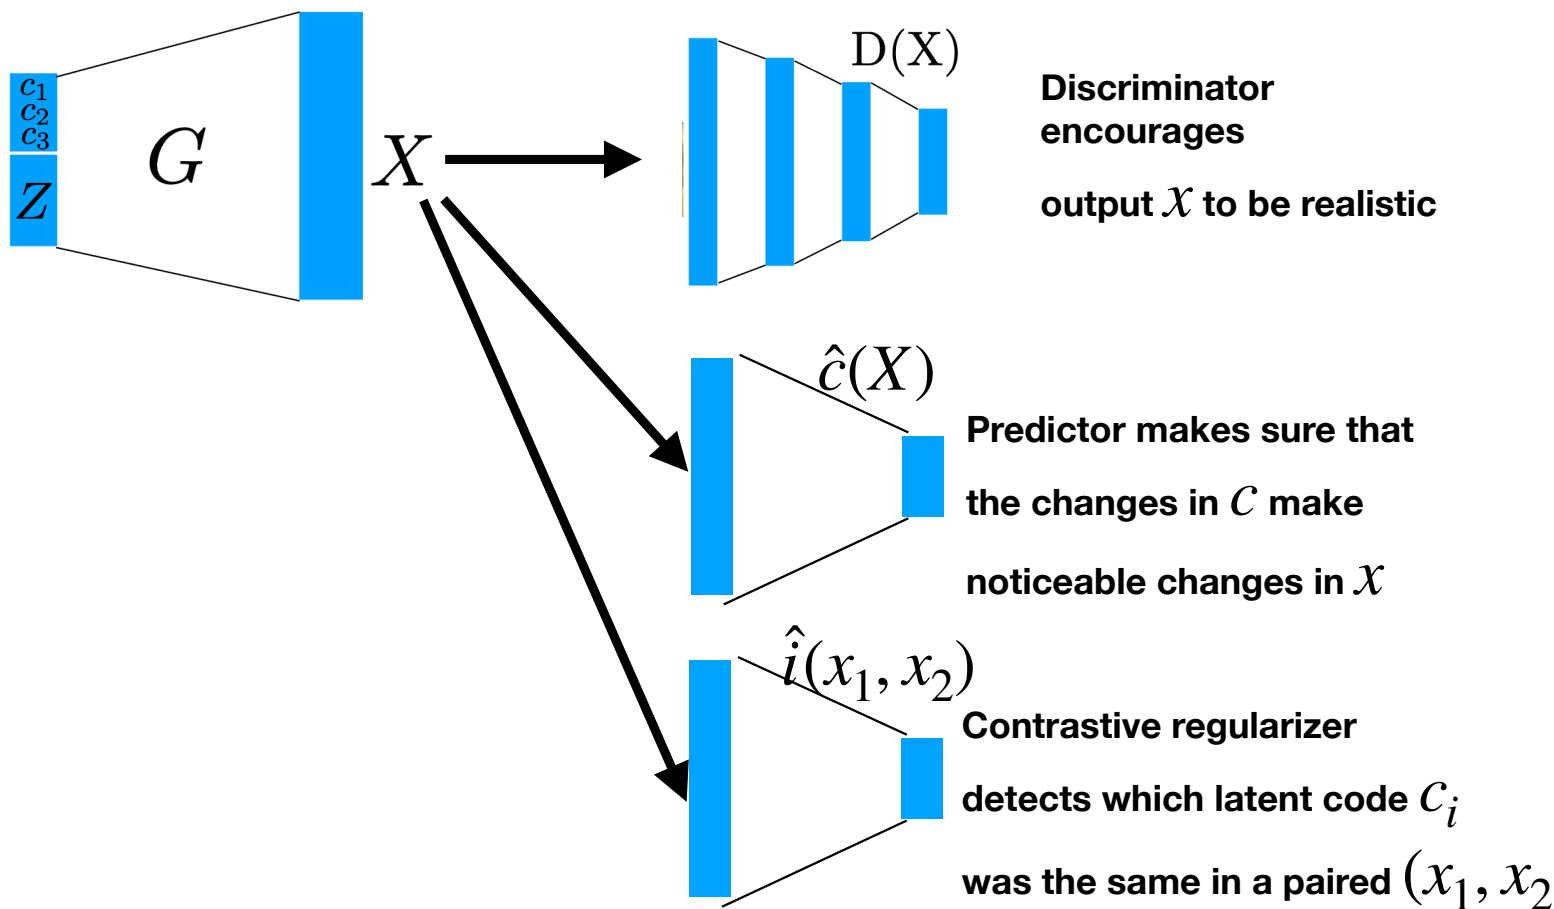 c₁
c₂
c₃
Z
G
X
D(X)
Discriminator
encourages
output x to be realistic
ĉ(X)
Predictor makes sure that
the changes in c make
noticeable changes in x
î(x₁, x₂)
Contrastive regularizer
detects which latent code cᵢ
was the same in a paired (x₁, x₂